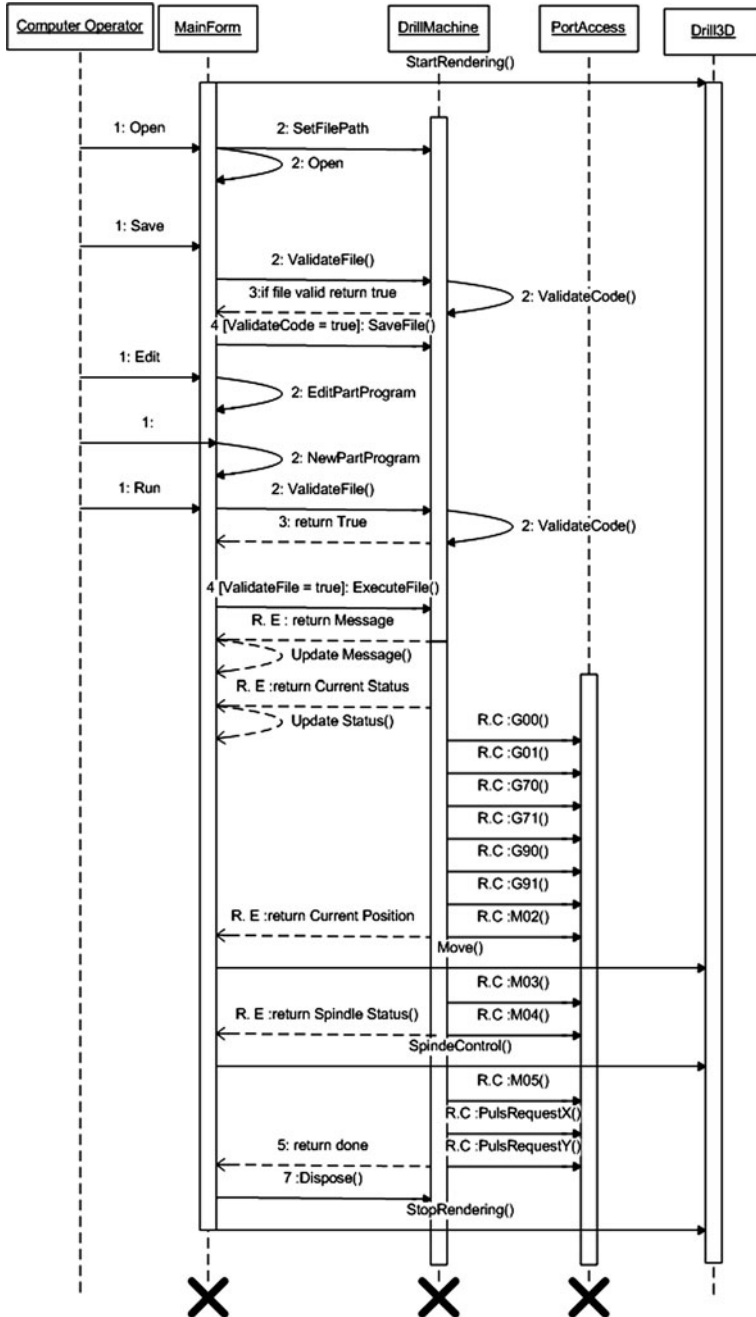 Computer Operator
MainForm
DrillMachine
PortAccess
Drill3D
StartRendering()
1: Open
2: SetFilePath
2: Open
1: Save
2: ValidateFile()
3:if file valid return true
2: ValidateCode()
4 [ValidateCode = true]: SaveFile()
1: Edit
2: EditPartProgram
1:
2: NewPartProgram
1: Run
2: ValidateFile()
3: return True
2: ValidateCode()
4 [ValidateFile = true]: ExecuteFile()
R. E : return Message
Update Message()
R. E :return Current Status
Update Status()
R.C :G00()
R.C :G01()
R.C :G70()
R.C :G71()
R.C :G90()
R.C :G91()
R. E :return Current Position
R.C :M02()
Move()
R.C :M03()
R. E :return Spindle Status()
R.C :M04()
SpindeControl()
R.C :M05()
R.C :PulsRequestX()
5: return done
R.C :PulsRequestY()
7 :Dispose()
StopRendering()